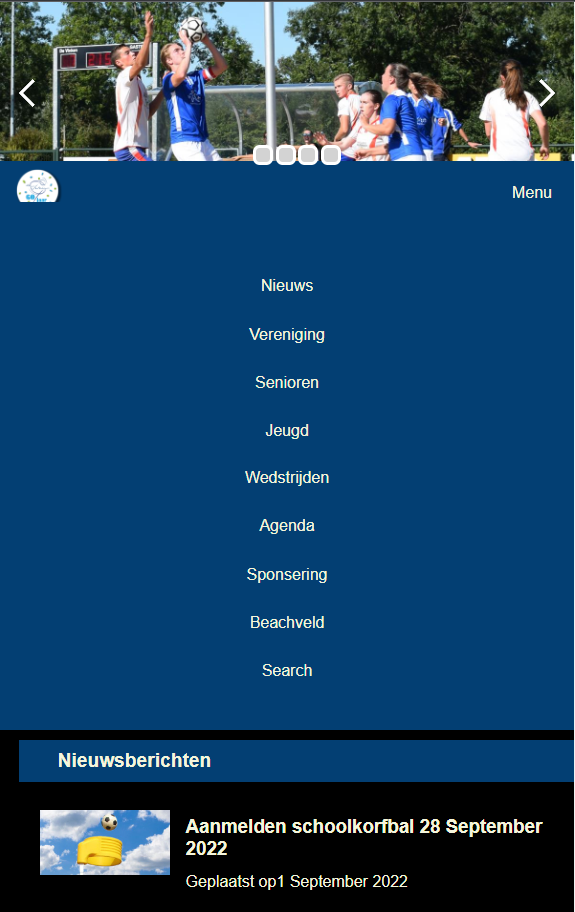 Menu
Nieuws
Vereniging
Senioren
Jeugd
Wedstrijden
Agenda
Sponsering
Beachveld
Search
Nieuwsberichten
Aanmelden schoolkorfbal 28 September
2022
Geplaatst op1 September 2022